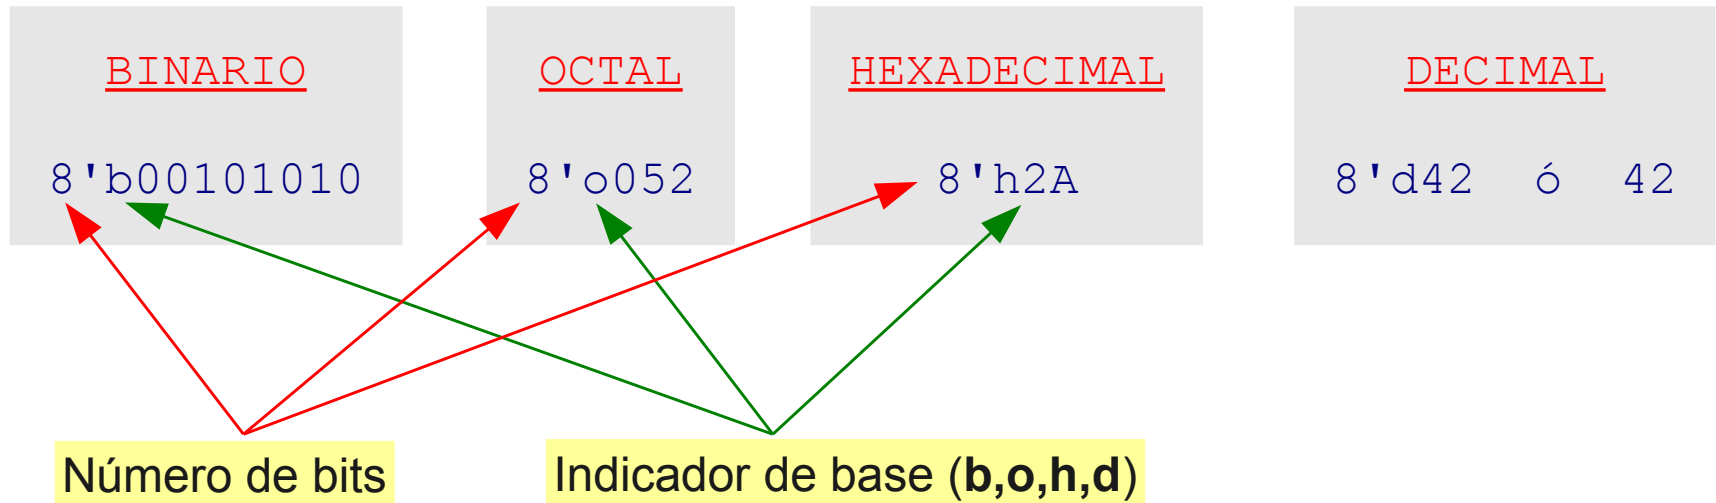 BINARIO
8'b00101010
OCTAL
8'o052
HEXADECIMAL
8'h2A
DECIMAL
8'd42 ó 42
Número de bits
Indicador de base (b,o,h,d)